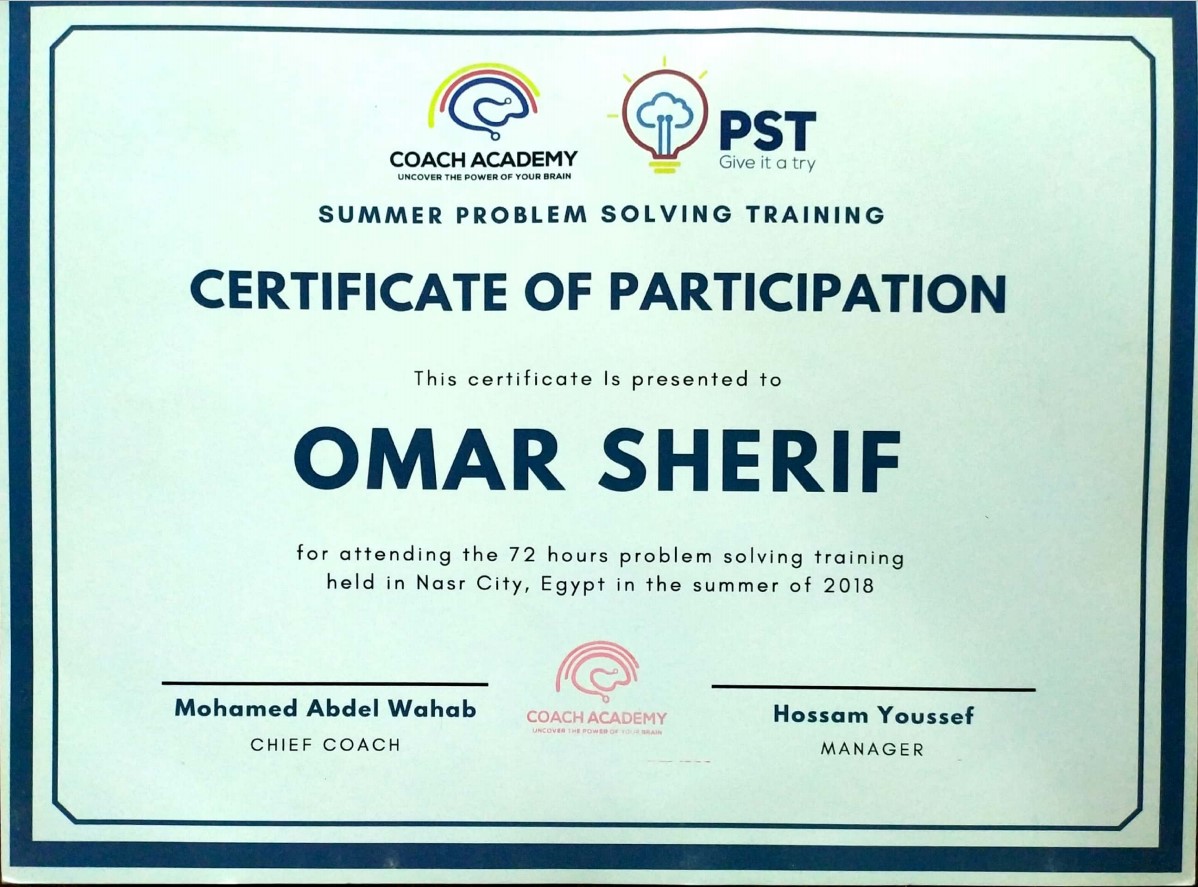 COACH ACADEMY
UNCOVER THE POWER OF YOUR BRAIN
PST
Give it a try
SUMMER PROBLEM SOLVING TRAINING
CERTIFICATE OF PARTICIPATION
This certificate Is presented to
OMAR SHERIF
for attending the 72 hours problem solving training
held in Nasr City, Egypt in the summer of 2018
Mohamed Abdel Wahab
CHIEF COACH
COACH ACADEMY
UNCOVER THE POWER OF YOUR BRAIN
Hossam Youssef
MANAGER